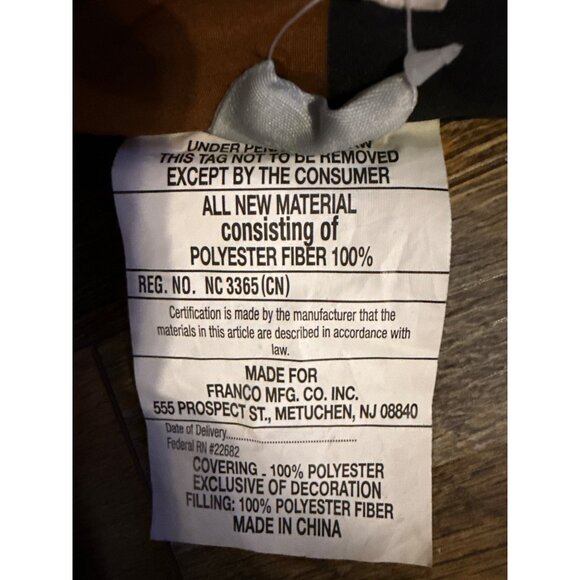 UNDER
THIS TAG NOT TO BE REMOVED
EXCEPT BY THE CONSUMER
ALL NEW MATERIAL
consisting of
POLYESTER FIBER 100%
REG. NO. NC 3365 (CN)
Certification is made by the manufacturer that the
materials in this article are described in accordance with
law.
MADE FOR
FRANCO MFG. CO. INC.
555 PROSPECT ST., METUCHEN, NJ 08840
Date of Delivery
Federal RN #22682
COVERING - 100% POLYESTER
EXCLUSIVE OF DECORATION
FILLING: 100% POLYESTER FIBER
MADE IN CHINA